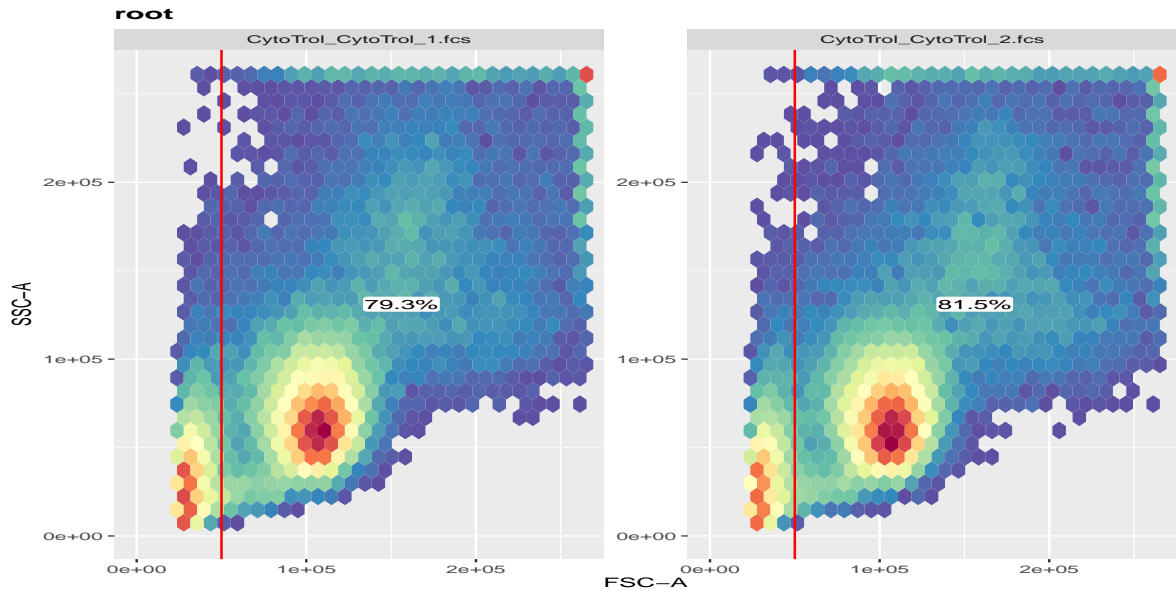 root
CytoTrol_CytoTrol_1.fcs
CytoTrol_CytoTrol_2.fcs
2e+05
2e+05
79.3%
81.5%
SSC−A
1e+05
1e+05
0e+00
0e+00
0e+00
1e+05
2e+05
0e+00
1e+05
2e+05
FSC−A